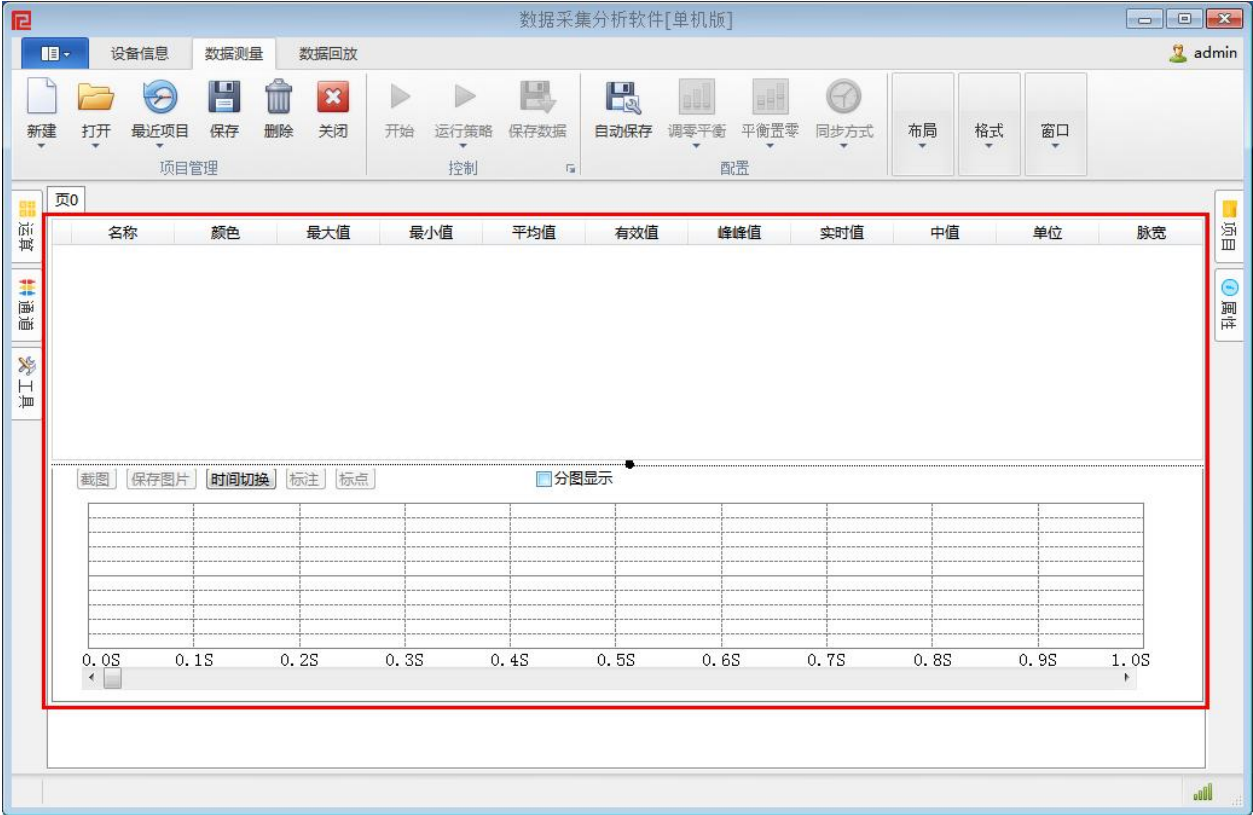 数据采集分析软件[单机版]
设备信息 数据测量 数据回放 admin
新建 打开 最近项目 保存 删除 关闭 开始 运行策略 保存数据 自动保存 调零平衡 平衡置零 同步方式 布局 格式 窗口
项目管理 控制 配置
页0
运算
通道
工具
项目
属性
名称 颜色 最大值 最小值 平均值 有效值 峰峰值 实时值 中值 单位 脉宽
截图 保存图片 时间切换 标注 标点 分图显示
0.0S 0.1S 0.2S 0.3S 0.4S 0.5S 0.6S 0.7S 0.8S 0.9S 1.0S